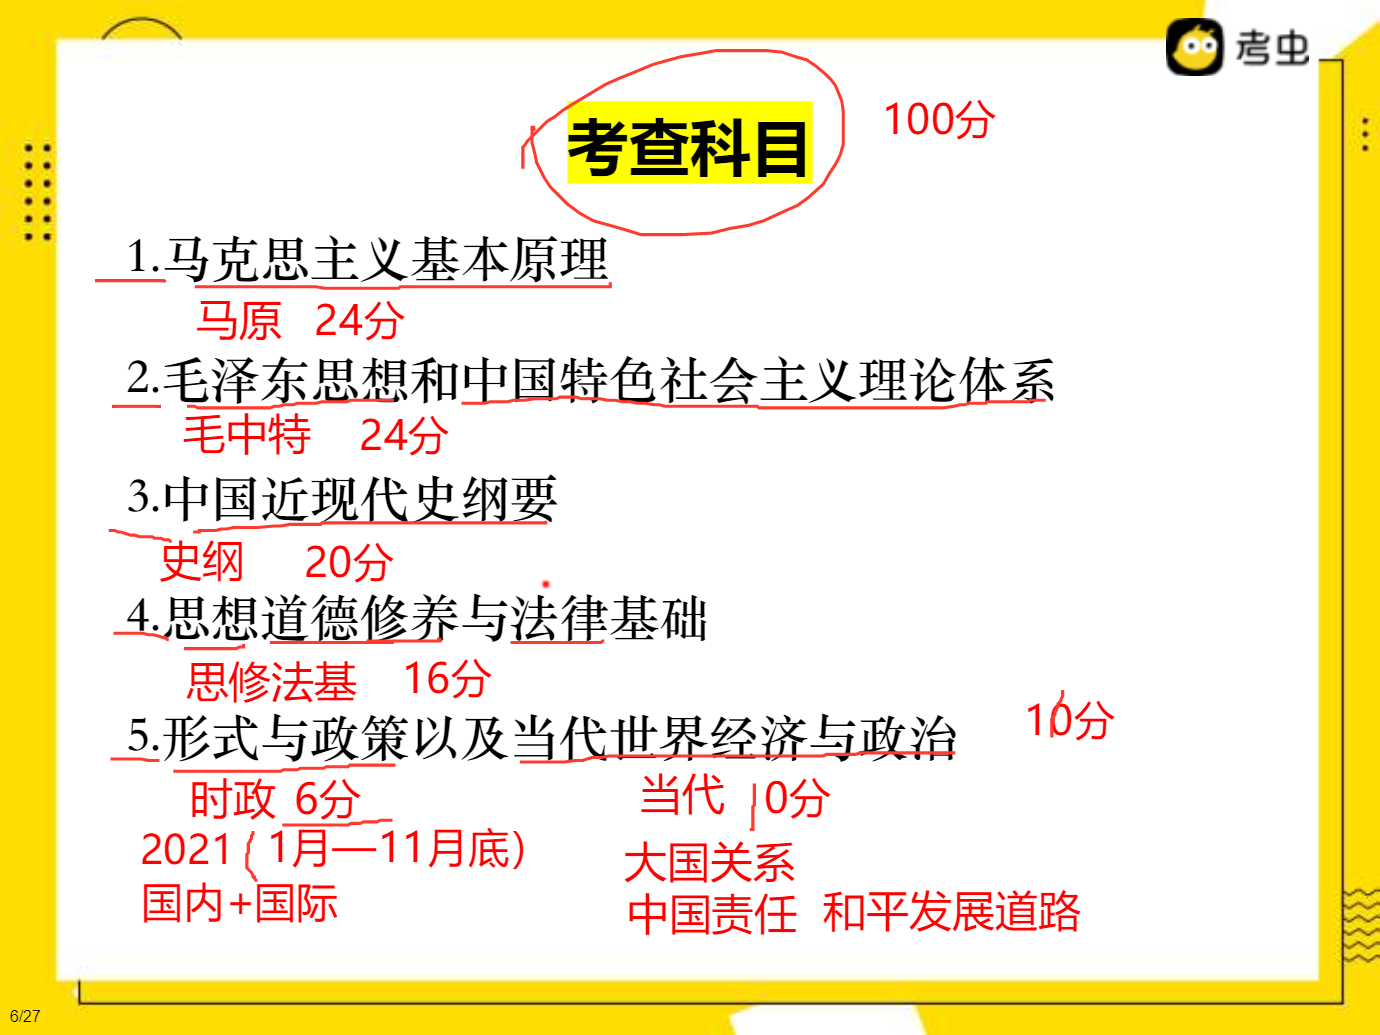 考虫
考查科目 100分
1.马克思主义基本原理
马原 24分
2.毛泽东思想和中国特色社会主义理论体系
毛中特 24分
3.中国近现代史纲要
史纲 20分
4.思想道德修养与法律基础
思修法基 16分
5.形式与政策以及当代世界经济与政治 10分
时政 6分 当代 10分
2021(1月—11月底)
国内+国际
大国关系
中国责任 和平发展道路
6/27